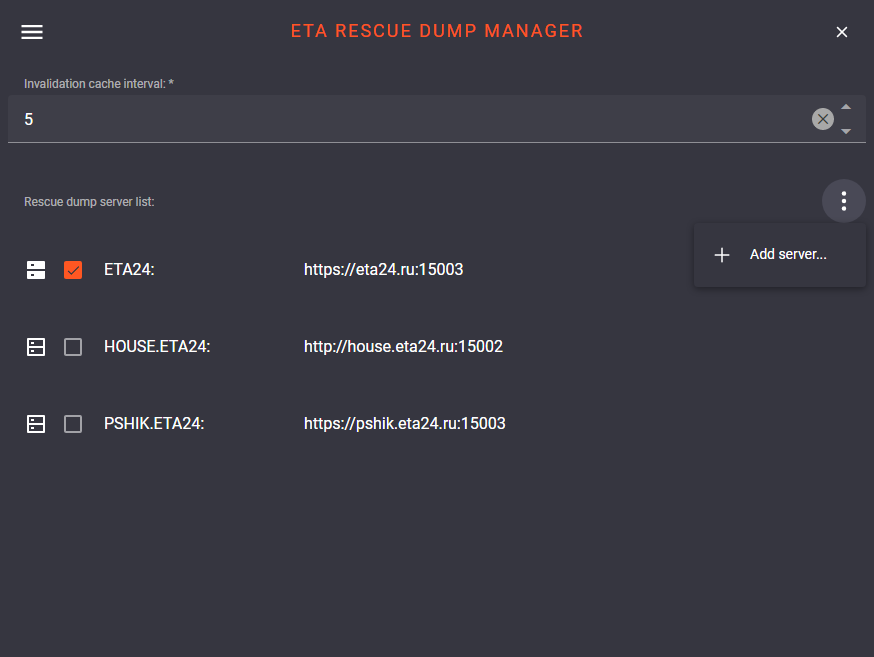 ETA RESCUE DUMP MANAGER
Invalidation cache interval: *
5
Rescue dump server list:
Add server...
ETA24: https://eta24.ru:15003
HOUSE.ETA24: http://house.eta24.ru:15002
PSHIK.ETA24: https://pshik.eta24.ru:15003